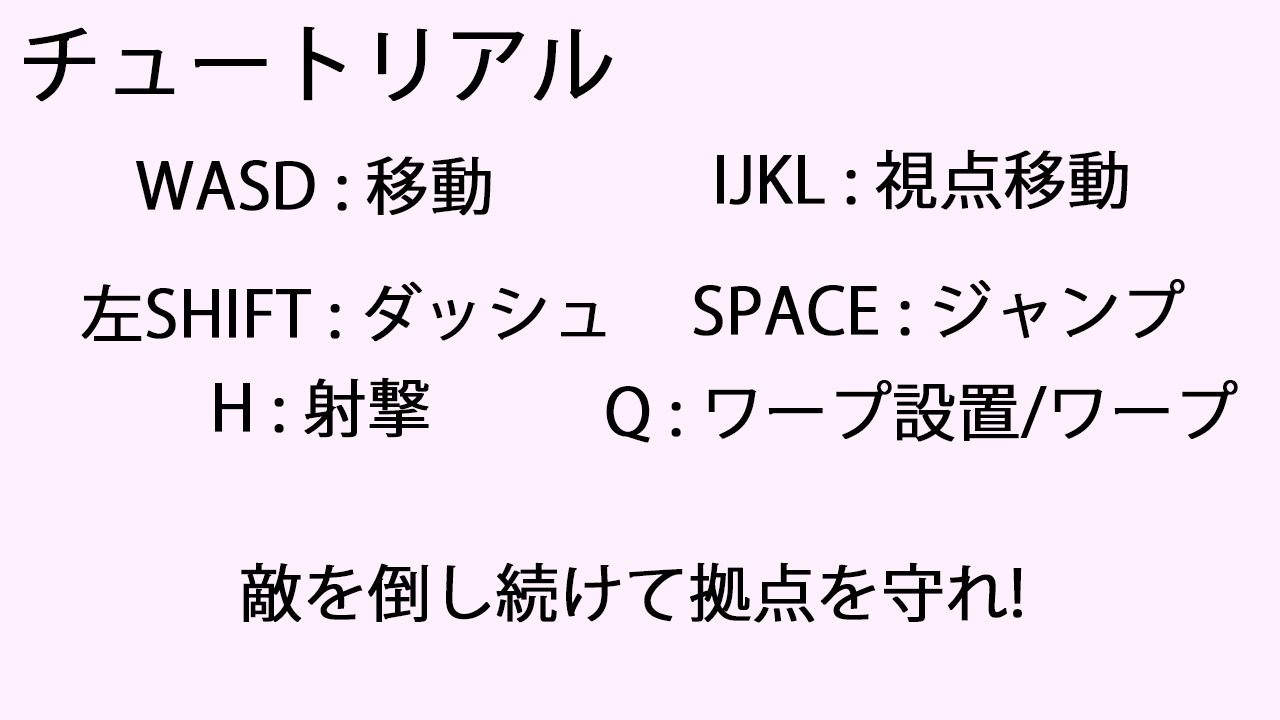 チュートリアル
WASD : 移動
IJKL : 視点移動
左SHIFT : ダッシュ
SPACE : ジャンプ
H : 射撃
Q : ワープ設置/ワープ
敵を倒し続けて拠点を守れ!